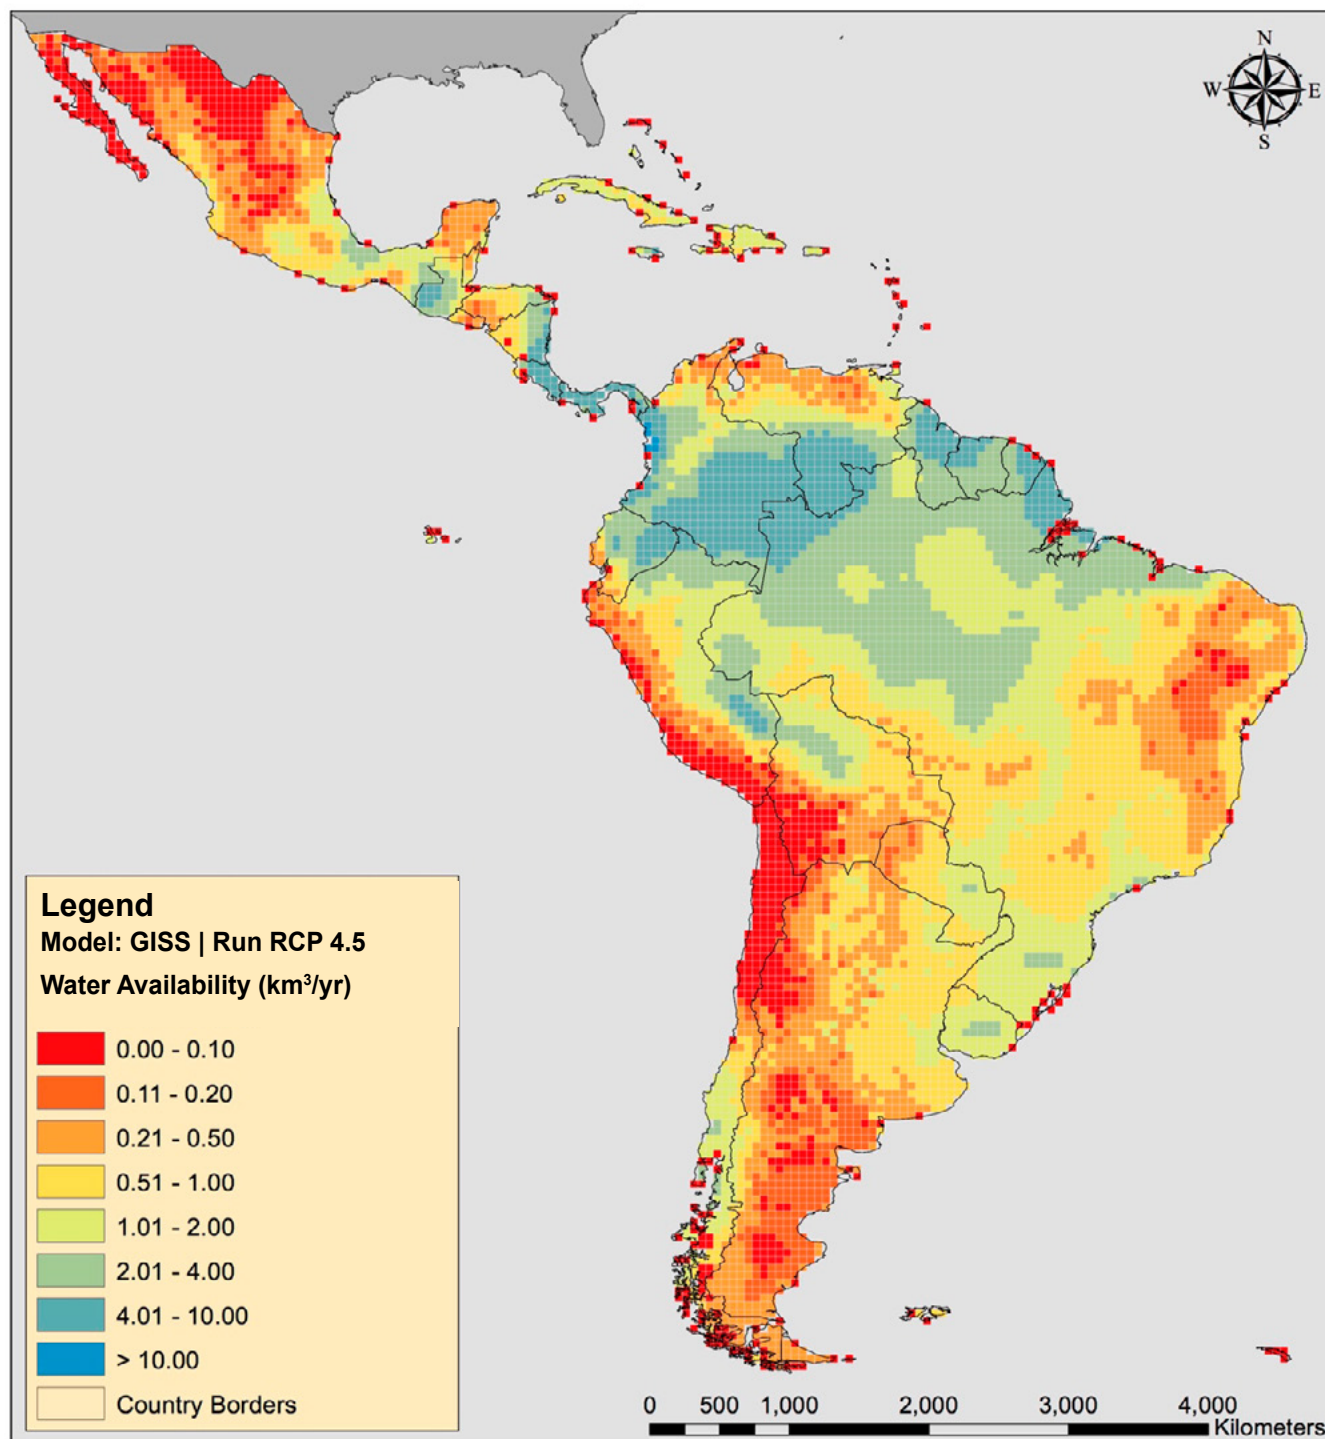 N
W E
S
Legend
Model: GISS | Run RCP 4.5
Water Availability (km³/yr)
0.00 - 0.10
0.11 - 0.20
0.21 - 0.50
0.51 - 1.00
1.01 - 2.00
2.01 - 4.00
4.01 - 10.00
> 10.00
Country Borders
0 500 1,000 2,000 3,000 4,000
Kilometers